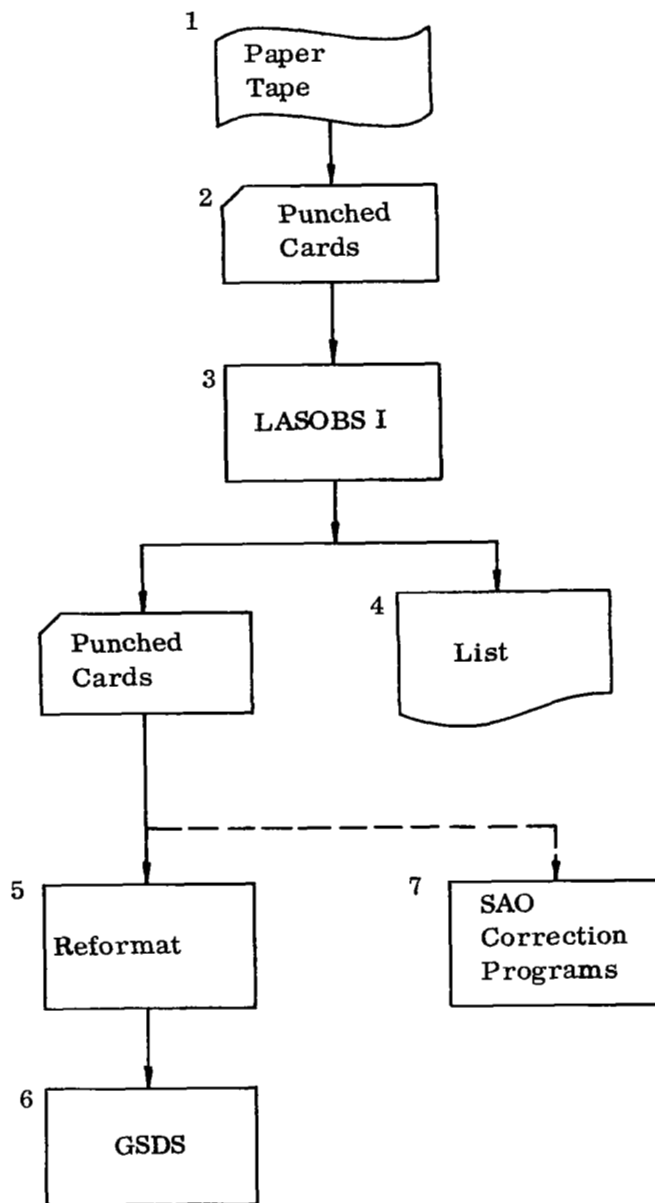 1
Paper
Tape
2
Punched
Cards
3
LASOBS I
Punched
Cards
4
List
5
Reformat
7
SAO
Correction
Programs
6
GSDS